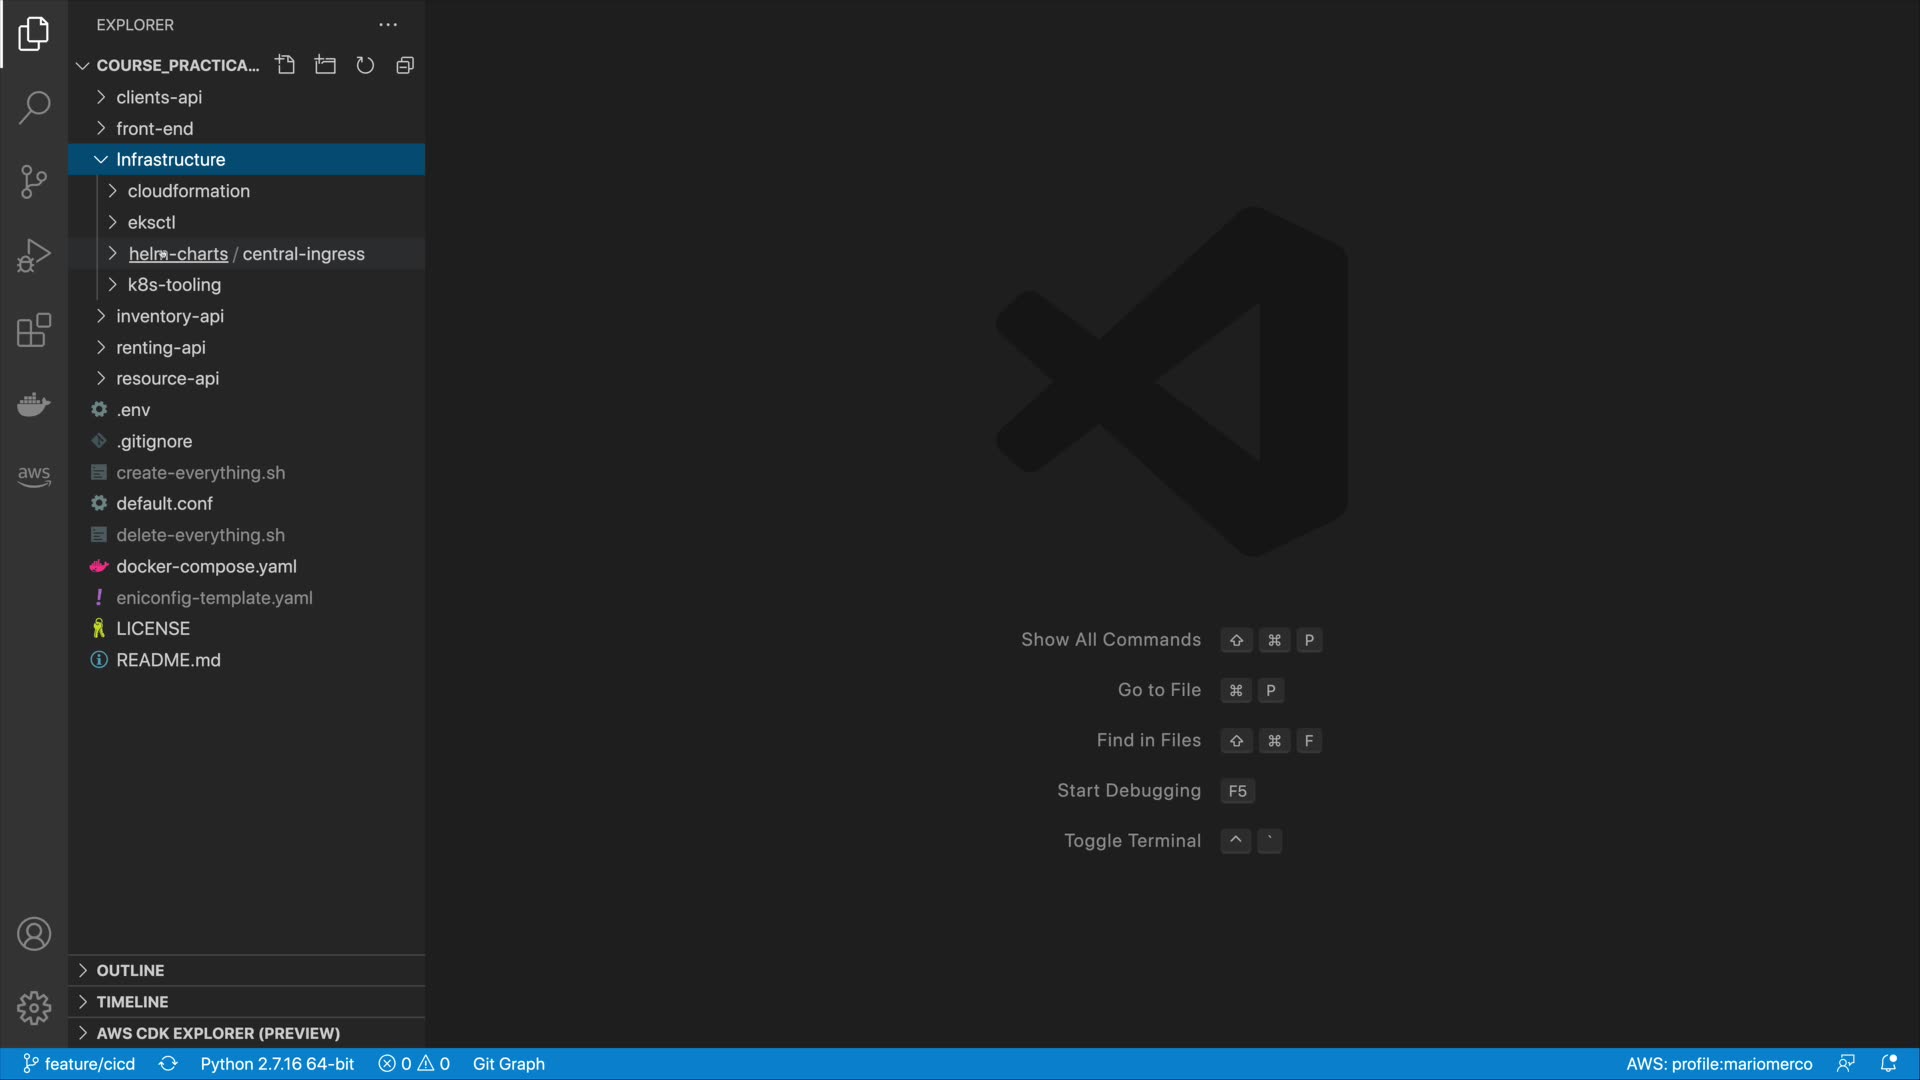 EXPLORER
COURSE_PRACTICA...
clients-api
front-end
Infrastructure
cloudformation
eksctl
helm-charts / central-ingress
k8s-tooling
inventory-api
renting-api
resource-api
.env
.gitignore
create-everything.sh
default.conf
delete-everything.sh
docker-compose.yaml
! eniconfig-template.yaml
LICENSE
README.md
aws
OUTLINE
TIMELINE
AWS CDK EXPLORER (PREVIEW)
Show All Commands ⇧ ⌘ P
Go to File ⌘ P
Find in Files ⇧ ⌘ F
Start Debugging F5
Toggle Terminal ^ `
feature/cicd Python 2.7.16 64-bit 0 0 Git Graph AWS: profile:mariomerco